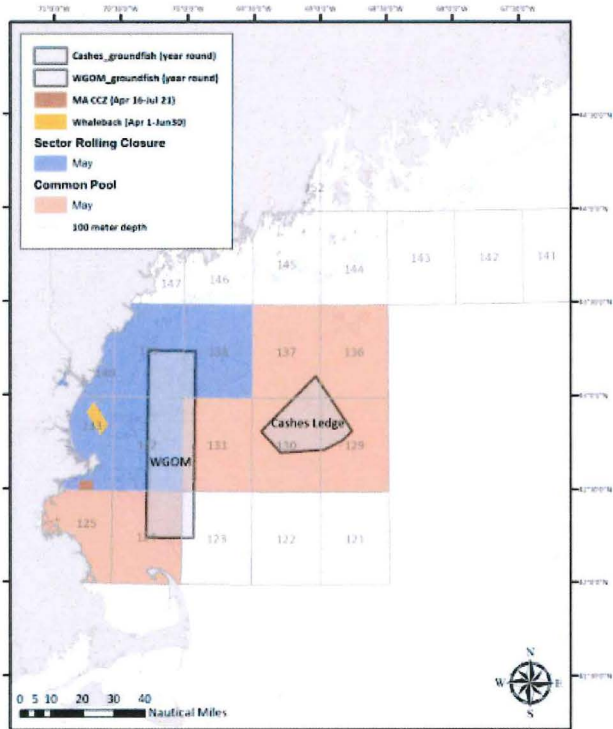 Cashes_groundfish (year round)
WGOM_groundfish (year round)
MA CCZ (Apr 16-Jul 21)
Whaleback (Apr 1-Jun30)
Sector Rolling Closure
May
Common Pool
May
100 meter depth
147
146
145
144
143
142
141
137
136
133
132
131
130
129
Cashes Ledge
WGOM
125
123
122
121
N
W
E
S
0 5 10 20 30 40
Nautical Miles